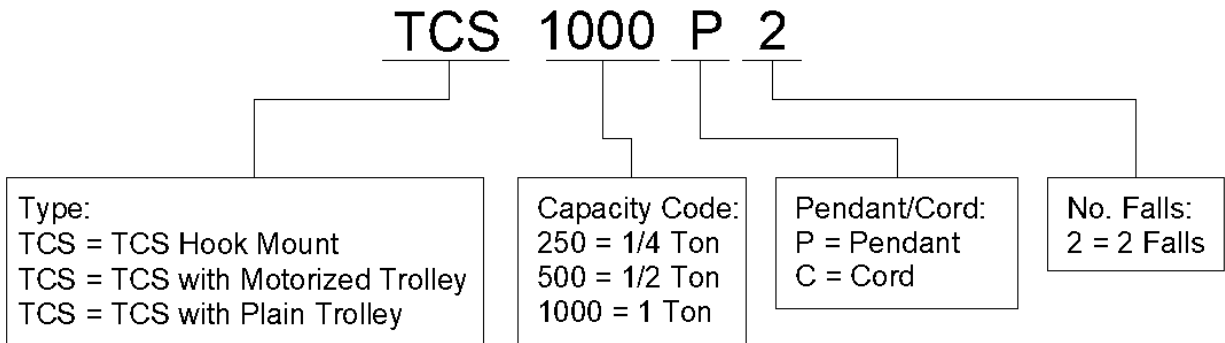 TCS 1000 P 2
Type:
TCS = TCS Hook Mount
TCS = TCS with Motorized Trolley
TCS = TCS with Plain Trolley
Capacity Code:
250 = 1/4 Ton
500 = 1/2 Ton
1000 = 1 Ton
Pendant/Cord:
P = Pendant
C = Cord
No. Falls:
2 = 2 Falls